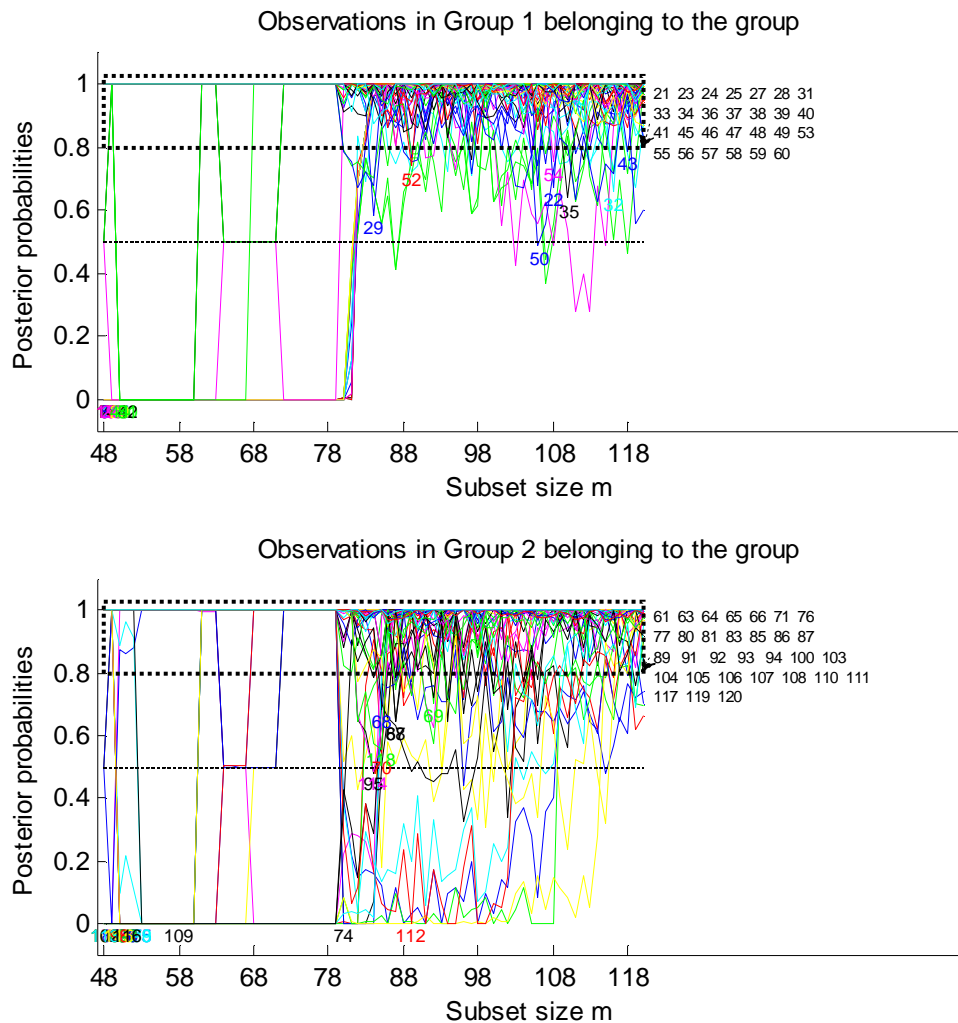 Observations in Group 1 belonging to the group
Posterior probabilities
1
0.8
0.6
0.4
0.2
0
21 23 24 25 27 28 31
33 34 36 37 38 39 40
41 45 46 47 48 49 53
55 56 57 58 59 60
43
52
54
22
32
35
29
50
42
48 58 68 78 88 98 108 118
Subset size m
Observations in Group 2 belonging to the group
Posterior probabilities
1
0.8
0.6
0.4
0.2
0
61 63 64 65 66 71 76
77 80 81 83 85 86 87
89 91 92 93 94 100 103
104 105 106 107 108 110 111
117 119 120
68
69
70
95
109
74
112
48 58 68 78 88 98 108 118
Subset size m